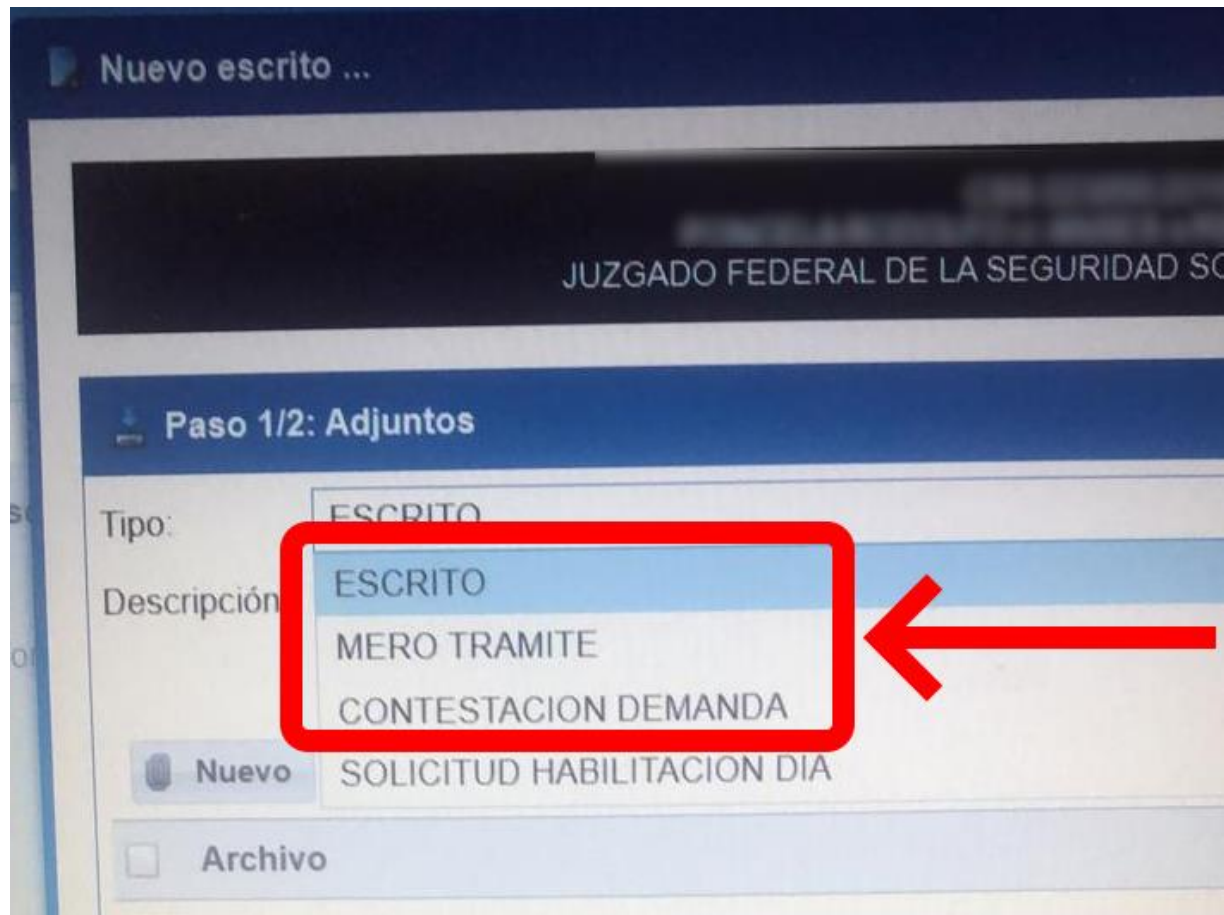 Nuevo escrito ...
JUZGADO FEDERAL DE LA SEGURIDAD
Paso 1/2: Adjuntos
Tipo:
ESCRITO
Descripción
ESCRITO
MERO TRAMITE
CONTESTACION DEMANDA
Nuevo
SOLICITUD HABILITACION DIA
Archivo